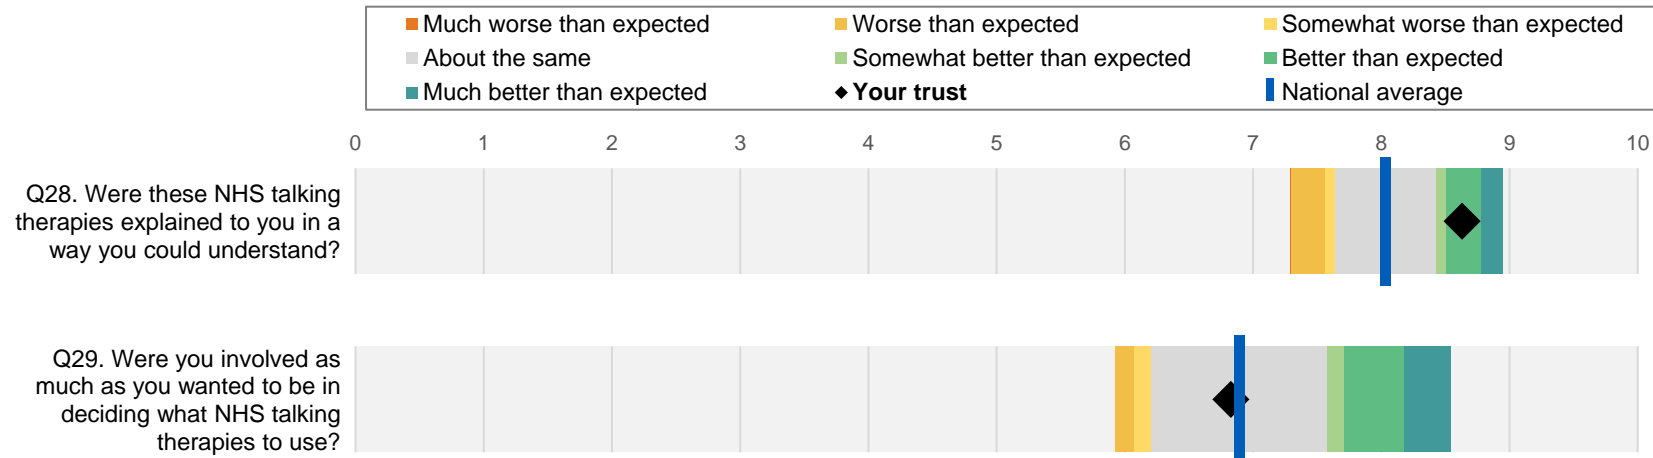 Much worse than expected
Worse than expected
Somewhat worse than expected
About the same
Somewhat better than expected
Better than expected
Much better than expected
Your trust
National average
0 1 2 3 4 5 6 7 8 9 10
Q28. Were these NHS talking
therapies explained to you in a
way you could understand?
Q29. Were you involved as
much as you wanted to be in
deciding what NHS talking
therapies to use?